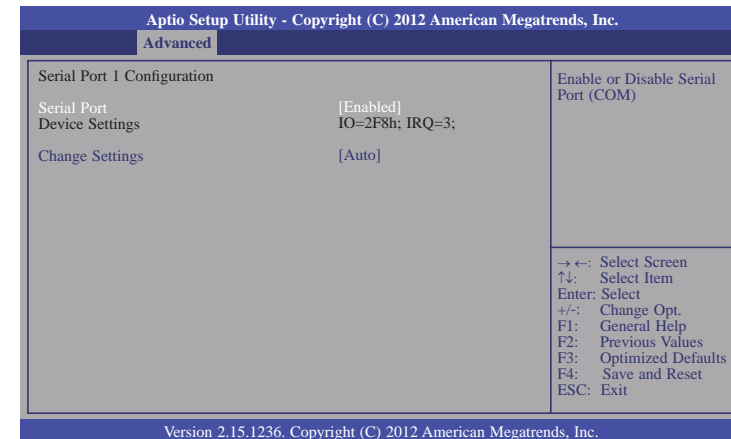 Aptio Setup Utility - Copyright (C) 2012 American Megatrends, Inc.
Advanced
Serial Port 1 Configuration
Serial Port [Enabled]
Device Settings IO=2F8h; IRQ=3;
Change Settings [Auto]
Enable or Disable Serial
Port (COM)
→ ←: Select Screen
↑↓: Select Item
Enter: Select
+/-: Change Opt.
F1: General Help
F2: Previous Values
F3: Optimized Defaults
F4: Save and Reset
ESC: Exit
Version 2.15.1236. Copyright (C) 2012 American Megatrends, Inc.